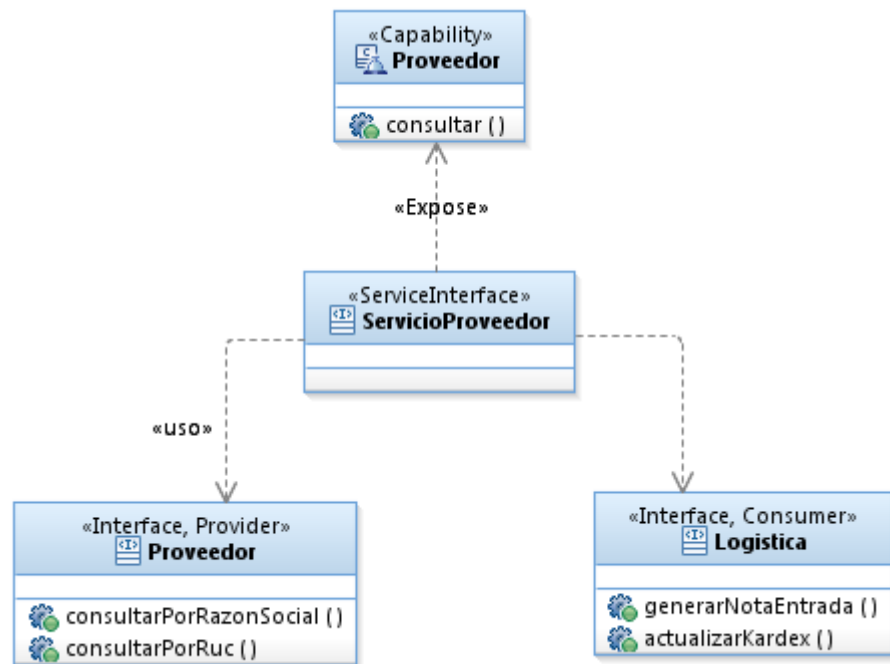 «Capability»
Proveedor
consultar ()
«Expose»
«ServiceInterface»
ServicioProveedor
«uso»
«Interface, Provider»
Proveedor
consultarPorRazonSocial ()
consultarPorRuc ()
«Interface, Consumer»
Logistica
generarNotaEntrada ()
actualizarKardex ()